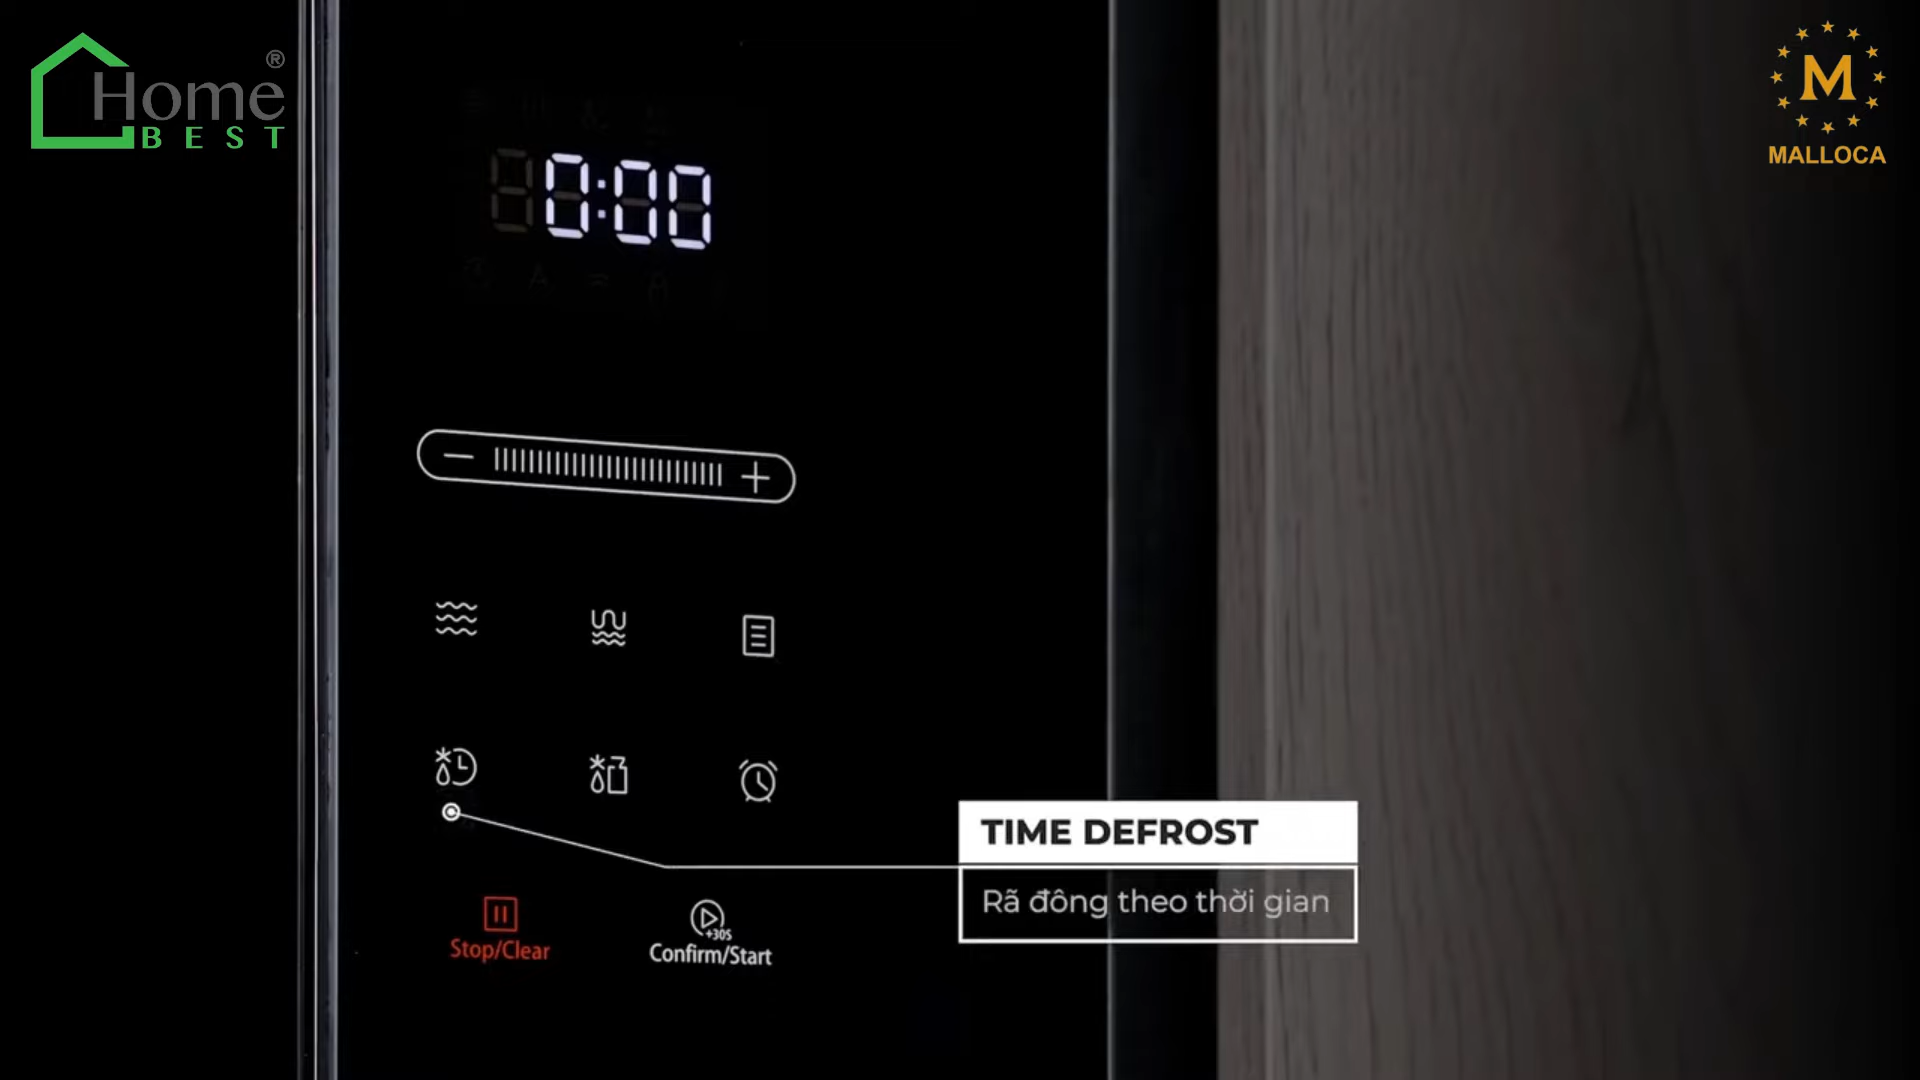 Home®
BEST
M
MALLOCA
0:00
TIME DEFROST
Rã đông theo thời gian
+30S
Stop/Clear
Confirm/Start